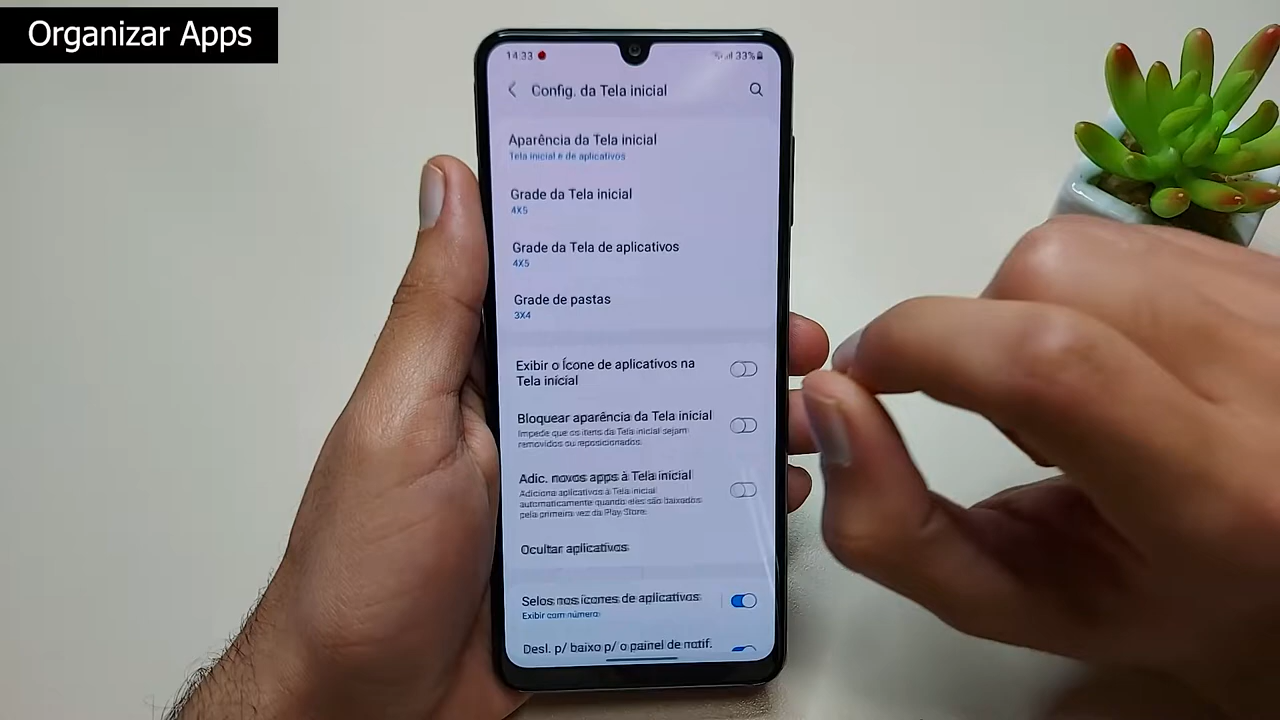 Organizar Apps
14:33
33%
Config. da Tela inicial
Aparência da Tela inicial
Tela inicial e de aplicativos
Grade da Tela inicial
4X5
Grade da Tela de aplicativos
4X5
Grade de pastas
3X4
Exibir o ícone de aplicativos na
Tela inicial
Bloquear aparência da Tela inicial
Impede que os itens da Tela inicial sejam
removidos ou reposicionados.
Adic. novos apps à Tela inicial
Adiciona aplicativos à Tela inicial
automaticamente quando eles são baixados
pela primeira vez da Play Store.
Ocultar aplicativos
Selos nos ícones de aplicativos
Exibir com número
Desl. p/ baixo p/ o painel de notif.